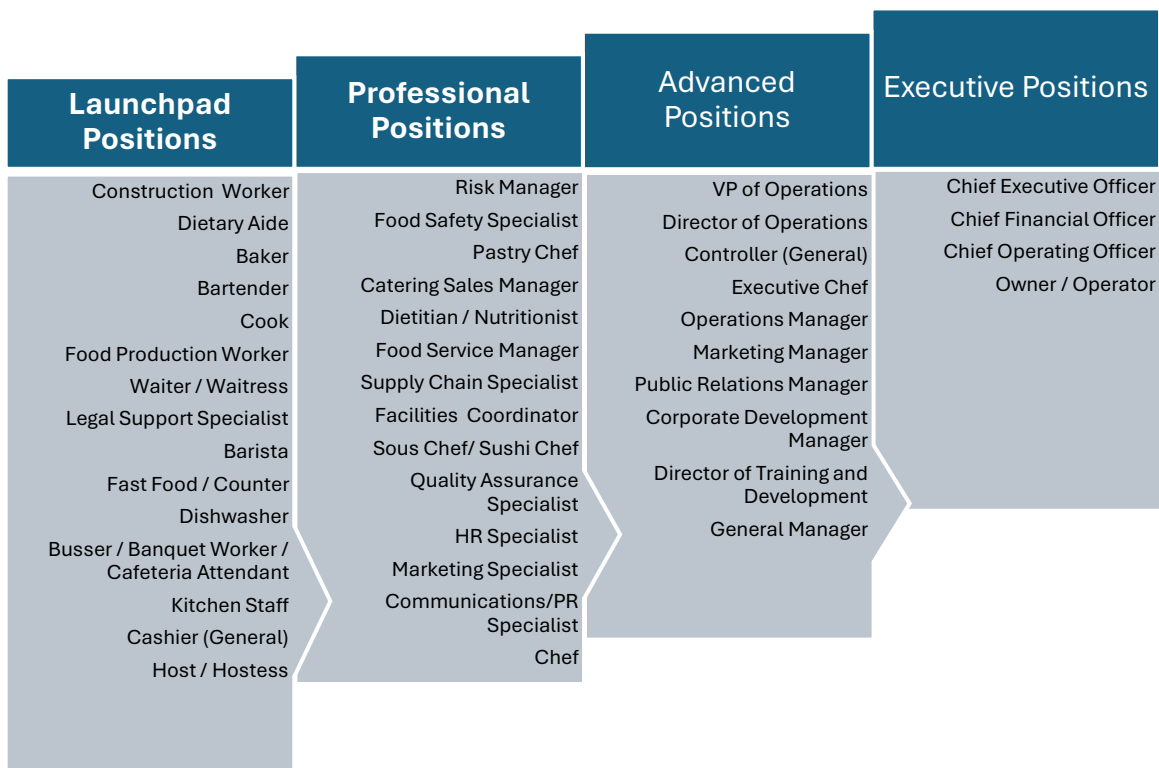 Launchpad
Positions
Construction Worker
Dietary Aide
Baker
Bartender
Cook
Food Production Worker
Waiter / Waitress
Legal Support Specialist
Barista
Fast Food / Counter
Dishwasher
Busser / Banquet Worker /
Cafeteria Attendant
Kitchen Staff
Cashier (General)
Host / Hostess
Professional
Positions
Risk Manager
Food Safety Specialist
Pastry Chef
Catering Sales Manager
Dietitian / Nutritionist
Food Service Manager
Supply Chain Specialist
Facilities Coordinator
Sous Chef/ Sushi Chef
Quality Assurance
Specialist
HR Specialist
Marketing Specialist
Communications/PR
Specialist
Chef
Advanced
Positions
VP of Operations
Director of Operations
Controller (General)
Executive Chef
Operations Manager
Marketing Manager
Public Relations Manager
Corporate Development
Manager
Director of Training and
Development
General Manager
Executive Positions
Chief Executive Officer
Chief Financial Officer
Chief Operating Officer
Owner / Operator